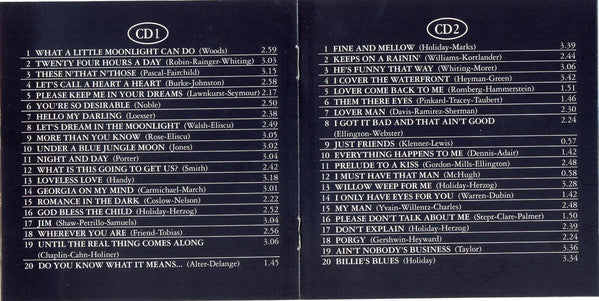 CD1
1 WHAT A LITTLE MOONLIGHT CAN DO (Woods) 2.59
2 TWENTY FOUR HOURS A DAY (Robin-Rainger-Whiting) 3.03
3 THESE N'THAT N'THOSE (Pascal-Fairchild) 3.15
4 LET'S CALL A HEART A HEART (Burke-Johnston) 2.58
5 PLEASE KEEP ME IN YOUR DREAMS (Lawnkurst-Seymour) 2.17
6 YOU'RE SO DESIRABLE (Noble) 2.50
7 HELLO MY DARLING (Loesser) 2.38
8 LET'S DREAM IN THE MOONLIGHT (Walsh-Eliscu) 2.49
9 MORE THAN YOU KNOW (Rose-Eliscu) 3.05
10 UNDER A BLUE JUNGLE MOON (Jones) 3.02
11 NIGHT AND DAY (Porter) 3.04
12 WHAT IS THIS GOING TO GET US? (Smith) 2.42
13 LOVELESS LOVE (Handy) 3.18
14 GEORGIA ON MY MIND (Carmichael-March) 3.01
15 ROMANCE IN THE DARK (Coslow-Nelson) 2.22
16 GOD BLESS THE CHILD (Holiday-Herzog) 2.52
17 JIM (Shaw-Petrillo-Samuels) 3.01
18 WHEREVER YOU ARE (Friend-Tobias) 2.56
19 UNTIL THE REAL THING COMES ALONG 3.06
(Chaplin-Cahn-Holiner)
20 DO YOU KNOW WHAT IT MEANS... (Alter-Delange) 1.45
CD2
1 FINE AND MELLOW (Holiday-Marks) 3.39
2 KEEPS ON A RAININ' (Williams-Kortlander) 2.44
3 HE'S FUNNY THAT WAY (Whiting-Moret) 3.06
4 I COVER THE WATERFRONT (Heyman-Green) 3.42
5 LOVER COME BACK TO ME (Romberg-Hammerstein) 1.51
6 THEM THERE EYES (Pinkard-Tracey-Taubert) 1.46
7 LOVER MAN (Davis-Ramirez-Sherman) 2.30
8 I GOT IT BAD AND THAT AIN'T GOOD 2.24
(Ellington-Webster)
9 JUST FRIENDS (Klenner-Lewis) 0.57
10 EVERYTHING HAPPENS TO ME (Dennis-Adair) 1.42
11 PRELUDE TO A KISS (Gordon-Mills-Ellington) 2.48
12 I MUST HAVE THAT MAN (McHugh) 0.58
13 WILLOW WEEP FOR ME (Holiday-Herzog) 3.28
14 I ONLY HAVE EYES FOR YOU (Warren-Dubin) 1.42
15 MY MAN (Yvain-Willentz-Charles) 2.48
16 PLEASE DON'T TALK ABOUT ME (Stept-Clare-Palmer) 1.50
17 DON'T EXPLAIN (Holiday-Herzog) 2.39
18 PORGY (Gershwin-Heyward) 2.24
19 AIN'T NOBODY'S BUSINESS (Taylor) 3.36
20 BILLIE'S BLUES (Holiday) 3.34